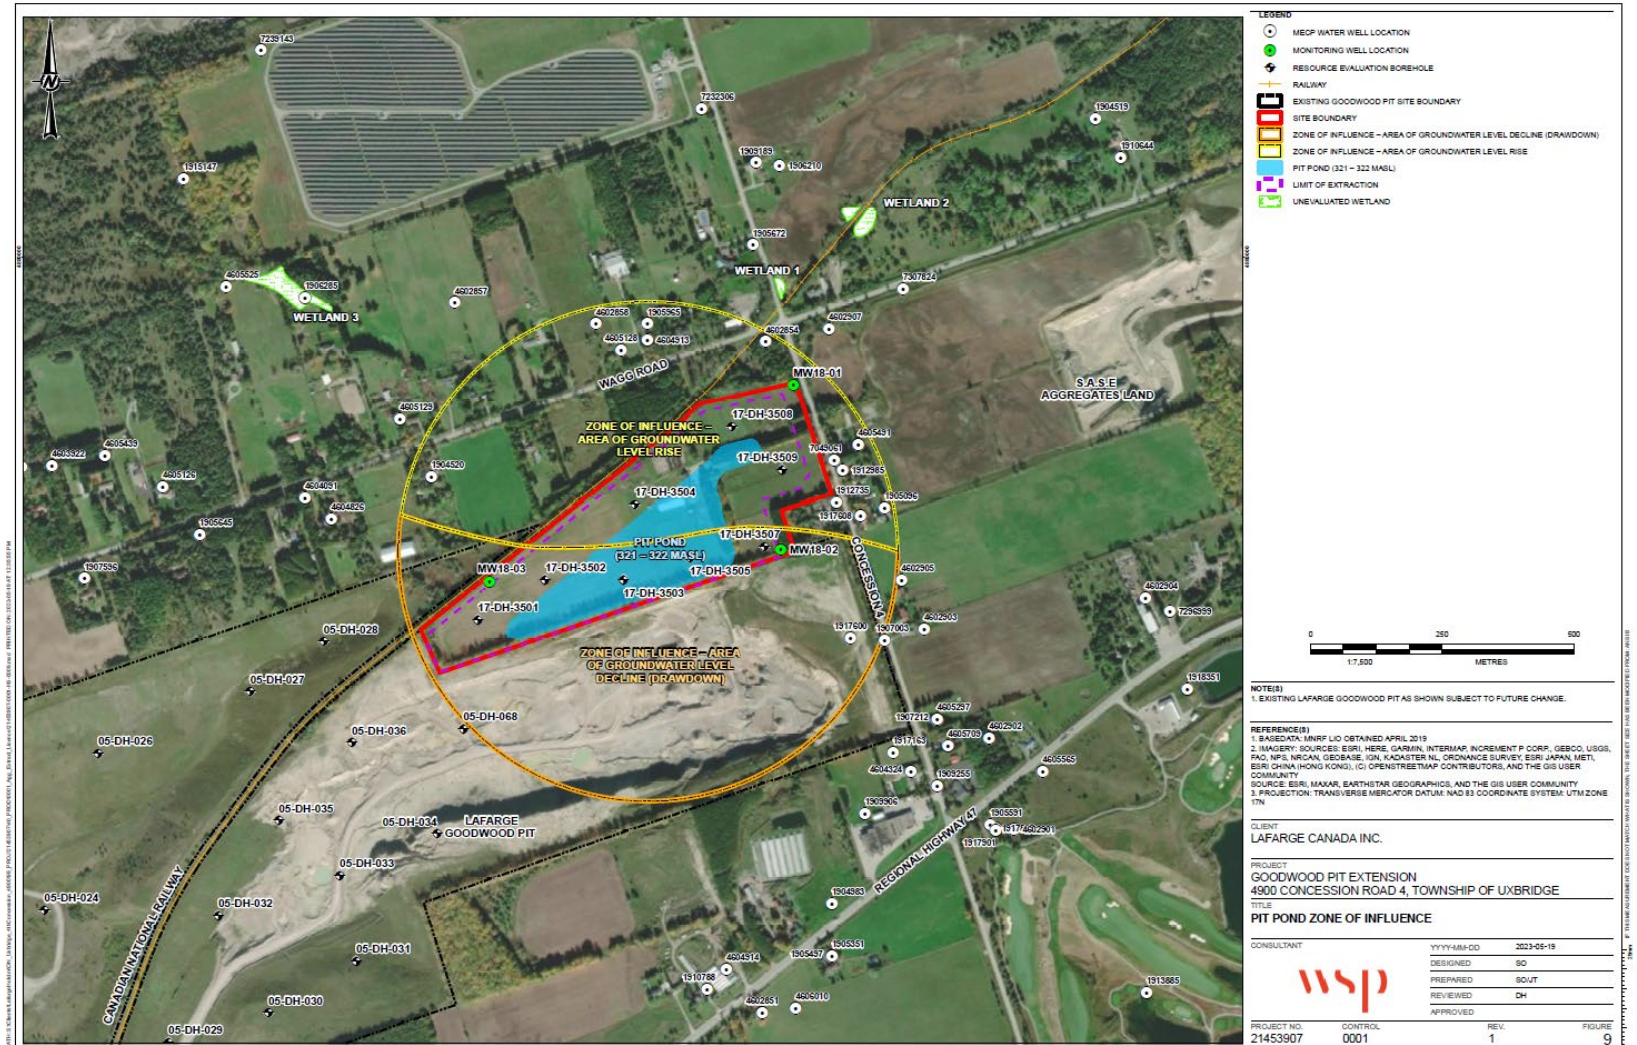 N
7239143
7232306
1904519
1910644
1909189
1906210
1915147
WETLAND 2
1905672
WETLAND 1
4605525
1906285
WETLAND 3
4602857
7307824
4602858
1905965
4602854
4602907
4605128
4604913
WAGG ROAD
MW18-01
S.A.S.E
AGGREGATES LAND
4605129
17-DH-3508
ZONE OF INFLUENCE –
AREA OF GROUNDWATER
LEVEL RISE
4605491
4605439
4603922
7049061
17-DH-3509
1912985
1904520
4605126
4604091
17-DH-3504
1912735
1905096
4604826
1905645
1917608
17-DH-3507
PIT POND
(321 – 322 MASL)
MW18-02
CONCESSION 4
MW18-03
17-DH-3502
17-DH-3505
1907596
4602905
4602904
17-DH-3503
17-DH-3501
7296999
05-DH-028
1917600
1907003
4602903
ZONE OF INFLUENCE – AREA
OF GROUNDWATER LEVEL
DECLINE (DRAWDOWN)
05-DH-027
1918351
05-DH-068
1907212
4605297
05-DH-026
05-DH-036
4602902
4605709
1917163
4604324
1909255
4605565
05-DH-035
1909906
05-DH-034
LAFARGE
GOODWOOD PIT
1905591
4602901
1917901
REGIONAL HIGHWAY 47
05-DH-033
05-DH-024
05-DH-032
1904983
CANADIAN NATIONAL RAILWAY
05-DH-031
1905351
1905497
4604914
1910788
1913885
05-DH-030
4602851
4606010
05-DH-029
LEGEND
MECP WATER WELL LOCATION
MONITORING WELL LOCATION
RESOURCE EVALUATION BOREHOLE
RAILWAY
EXISTING GOODWOOD PIT SITE BOUNDARY
SITE BOUNDARY
ZONE OF INFLUENCE – AREA OF GROUNDWATER LEVEL DECLINE (DRAWDOWN)
ZONE OF INFLUENCE – AREA OF GROUNDWATER LEVEL RISE
PIT POND (321 – 322 MASL)
LIMIT OF EXTRACTION
UNEVALUATED WETLAND
0 250 500
1:7,500 METRES
NOTE(S)
1. EXISTING LAFARGE GOODWOOD PIT AS SHOWN SUBJECT TO FUTURE CHANGE.
REFERENCE(S)
1. BASEDATA: MNRF LIO OBTAINED APRIL 2019
2. IMAGERY: SOURCES: ESRI, HERE, GARMIN, INTERMAP, INCREMENT P CORP., GEBCO, USGS,
FAO, NPS, NRCAN, GEOBASE, IGN, KADASTER NL, ORDNANCE SURVEY, ESRI JAPAN, METI,
ESRI CHINA (HONG KONG), (C) OPENSTREETMAP CONTRIBUTORS, AND THE GIS USER
COMMUNITY
SOURCE: ESRI, MAXAR, EARTHSTAR GEOGRAPHICS, AND THE GIS USER COMMUNITY
3. PROJECTION: TRANSVERSE MERCATOR DATUM: NAD 83 COORDINATE SYSTEM: UTM ZONE
17N
CLIENT
LAFARGE CANADA INC.
PROJECT
GOODWOOD PIT EXTENSION
4900 CONCESSION ROAD 4, TOWNSHIP OF UXBRIDGE
TITLE
PIT POND ZONE OF INFLUENCE
CONSULTANT
wsp
YYYY-MM-DD 2023-05-19
DESIGNED SO
PREPARED SO/JT
REVIEWED DH
APPROVED
PROJECT NO. CONTROL REV. FIGURE
21453907 0001 1 9